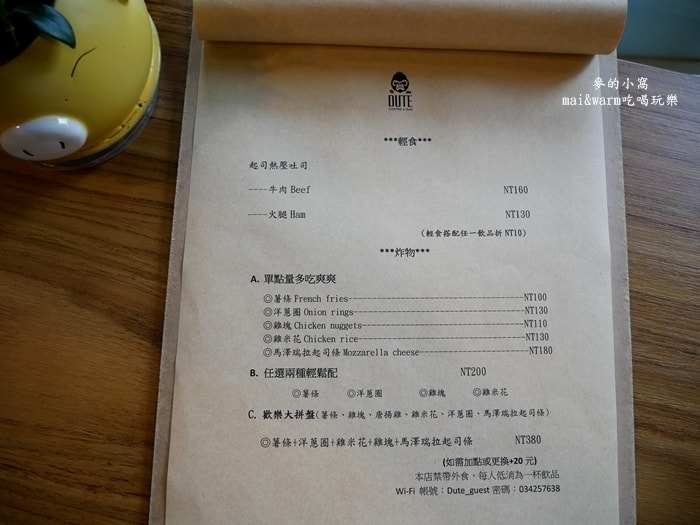 麥的小窩
mai&warm吃喝玩樂
DUTE
COFFEE & BAR
***輕食***
起司熱壓吐司
----牛肉 Beef NT160
----火腿 Ham NT130
(輕食搭配任一飲品折 NT10)
***炸物***
A. 單點量多吃爽爽
◎薯條 French fries----------------------------------------NT100
◎洋蔥圈 Onion rings---------------------------------------NT130
◎雞塊 Chicken nuggets-------------------------------------NT110
◎雞米花 Chicken rice--------------------------------------NT130
◎馬澤瑞拉起司條 Mozzarella cheese-------------------------NT180
B. 任選兩種輕鬆配 NT200
◎薯條 ◎洋蔥圈 ◎雞塊 ◎雞米花
C. 歡樂大拼盤(薯條、雞塊、唐揚雞、雞米花、洋蔥圈、馬澤瑞拉起司條)
◎薯條+洋蔥圈+雞米花+雞塊+馬澤瑞拉起司條 NT380
(如需加點或更換+20 元)
本店禁帶外食，每人低消為一杯飲品
Wi-Fi 帳號：Dute_guest 密碼：034257638